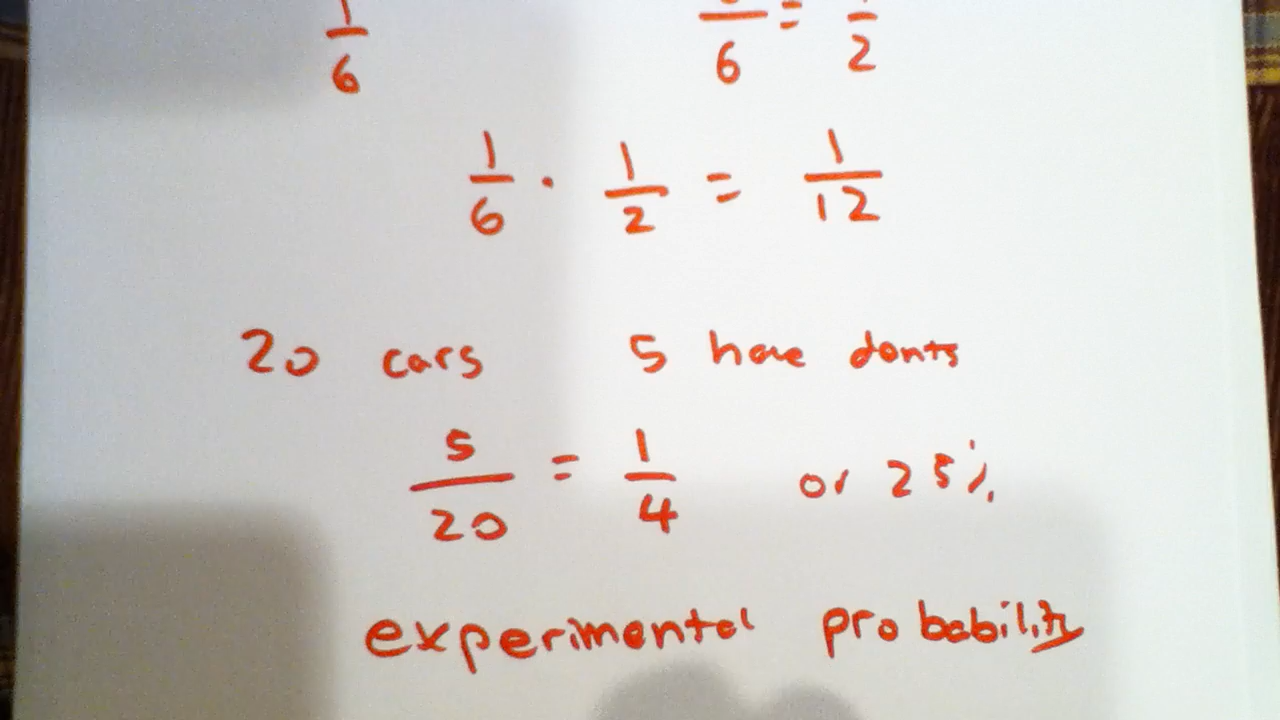 1/6 /6 = 1/2
1/6 · 1/2 = 1/12
20 cars 5 have donts
5/20 = 1/4 or 25%
experimental probability